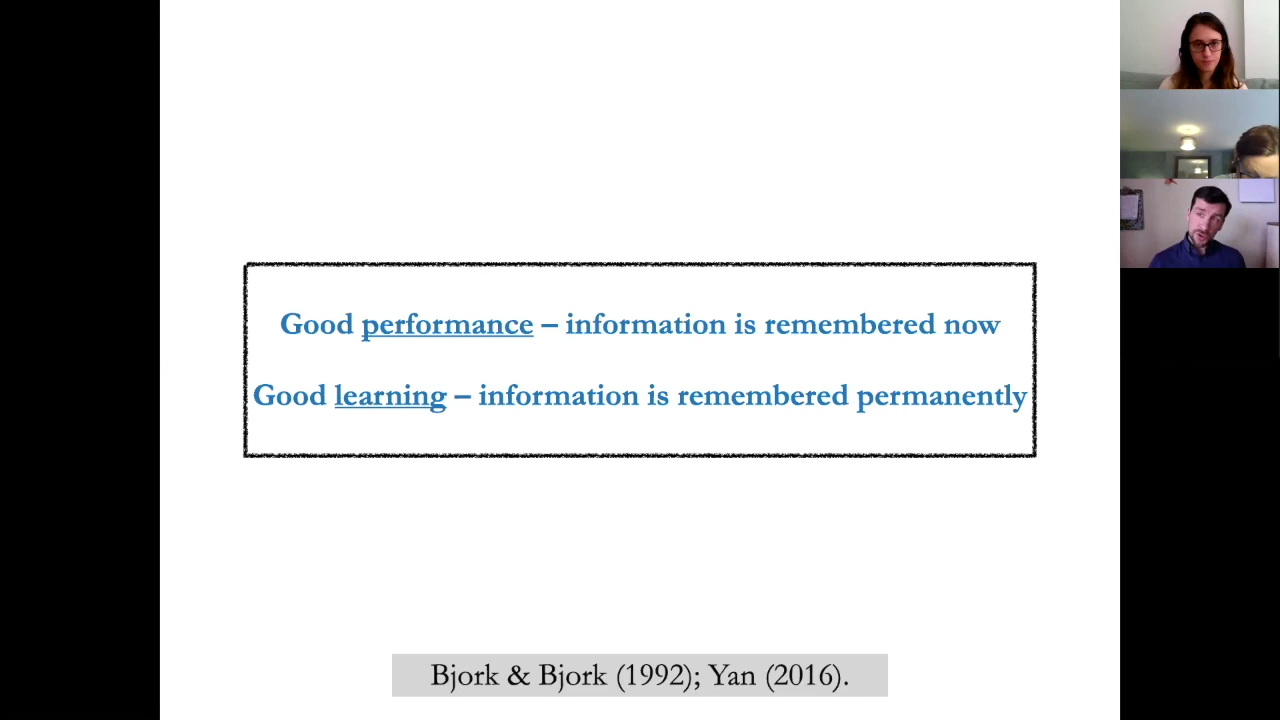 Good performance – information is remembered now
Good learning – information is remembered permanently
Bjork & Bjork (1992); Yan (2016).